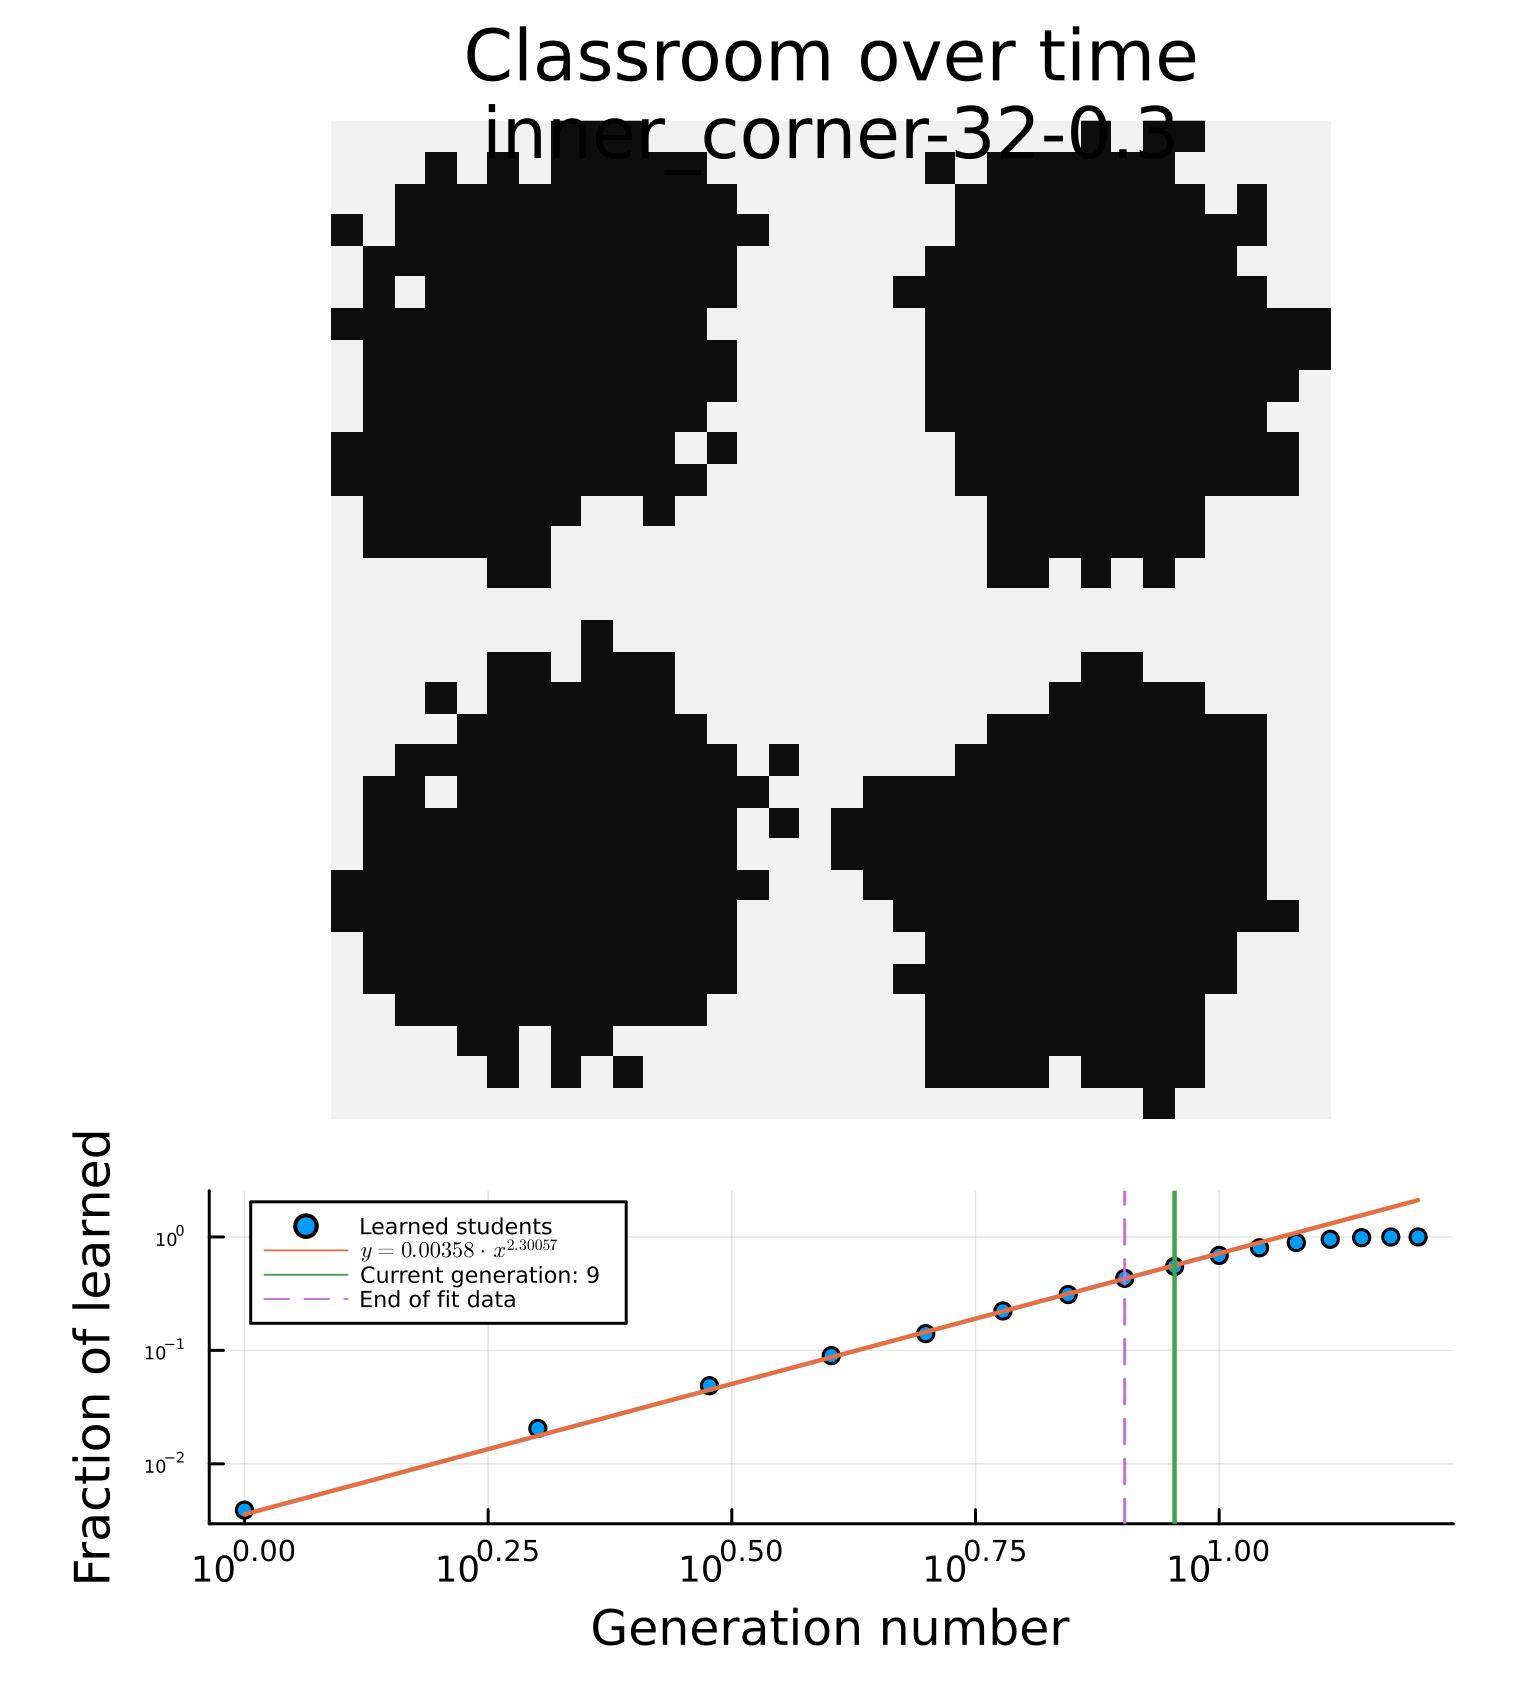 Classroom over time
inner_corner-32-0.3
Fraction of learned
10⁰
10⁻¹
10⁻²
Learned students
y = 0.00358 · x^{2.30057}
Current generation: 9
End of fit data
10^{0.00} 10^{0.25} 10^{0.50} 10^{0.75} 10^{1.00}
Generation number